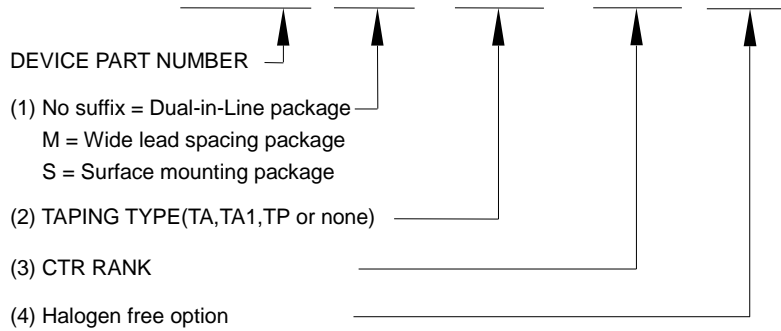 DEVICE PART NUMBER
(1) No suffix = Dual-in-Line package
M = Wide lead spacing package
S = Surface mounting package
(2) TAPING TYPE(TA,TA1,TP or none)
(3) CTR RANK
(4) Halogen free option